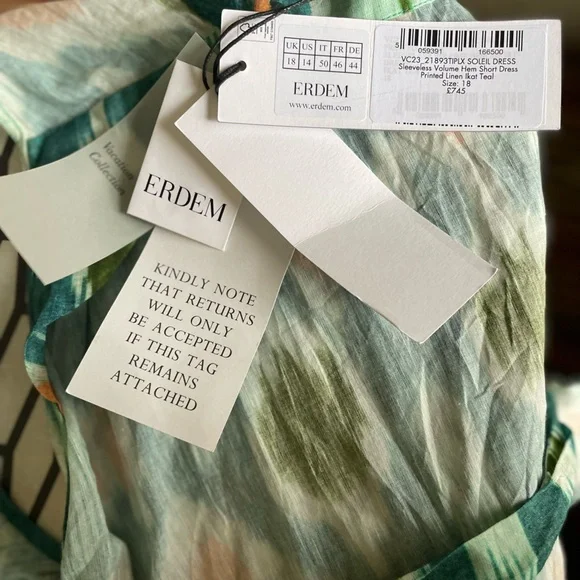 UK US IT FR DE
18 14 50 46 44
ERDEM
www.erdem.com
5 059391 166500
VC23_21893TIPLX SOLEIL DRESS
Sleeveless Volume Hem Short Dress
Printed Linen Ikat Teal
Size: 18
£745
Vacation
Collection
ERDEM
KINDLY NOTE
THAT RETURNS
WILL ONLY
BE ACCEPTED
IF THIS TAG
REMAINS
ATTACHED